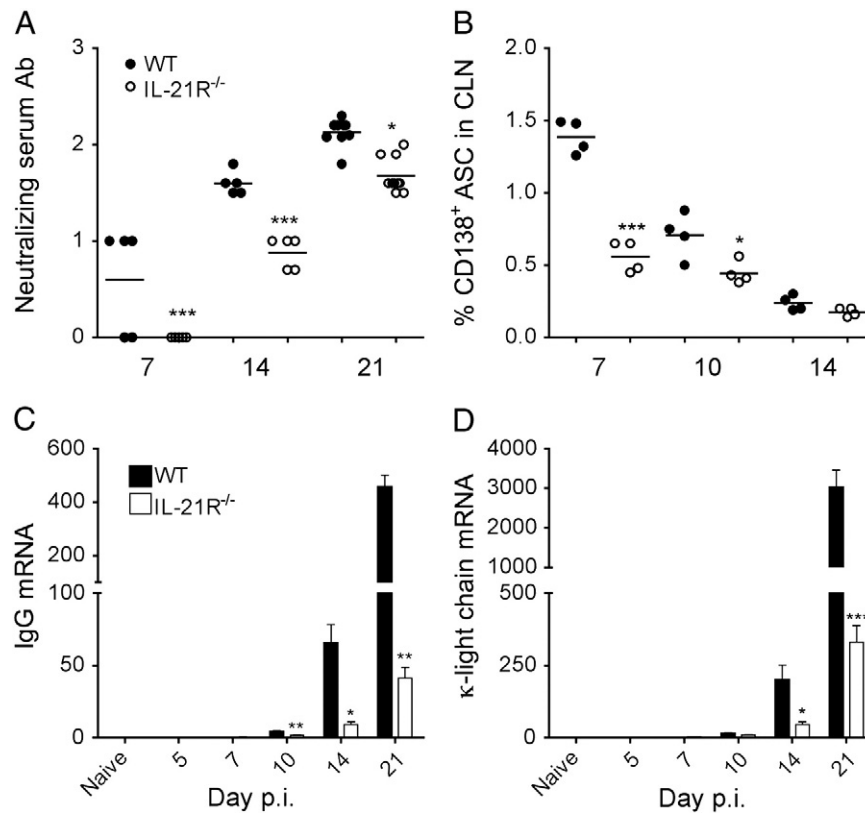 A
Neutralizing serum Ab
3
2
1
0
WT
IL-21R-/-
***
***
*
7 14 21
B
% CD138+ ASC in CLN
2.0
1.5
1.0
0.5
0.0
***
*
7 10 14
C
IgG mRNA
600
400
200
100
50
0
WT
IL-21R-/-
**
*
**
Naive 5 7 10 14 21
Day p.i.
D
κ-light chain mRNA
4000
3000
2000
1000
500
250
0
*
***
Naive 5 7 10 14 21
Day p.i.